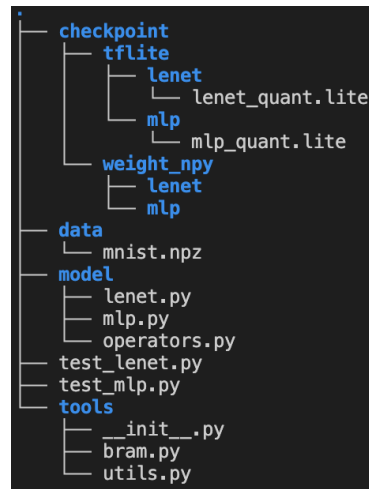 .
├── checkpoint
│   ├── tflite
│   │   ├── lenet
│   │   │   └── lenet_quant.lite
│   │   └── mlp
│   │       └── mlp_quant.lite
│   └── weight_npy
│       ├── lenet
│       └── mlp
├── data
│   └── mnist.npz
├── model
│   ├── lenet.py
│   ├── mlp.py
│   └── operators.py
├── test_lenet.py
├── test_mlp.py
└── tools
    ├── __init__.py
    ├── bram.py
    └── utils.py